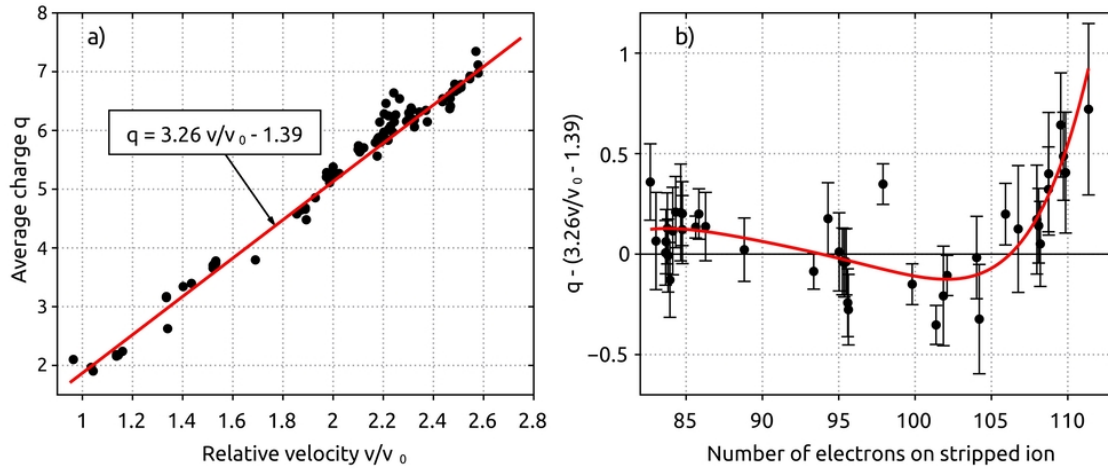 a)
q = 3.26 v/v₀ - 1.39
Average charge q
8
7
6
5
4
3
2
1 1.2 1.4 1.6 1.8 2 2.2 2.4 2.6 2.8
Relative velocity v/v₀
b)
q - (3.26v/v₀ - 1.39)
1
0.5
0
−0.5
85 90 95 100 105 110
Number of electrons on stripped ion